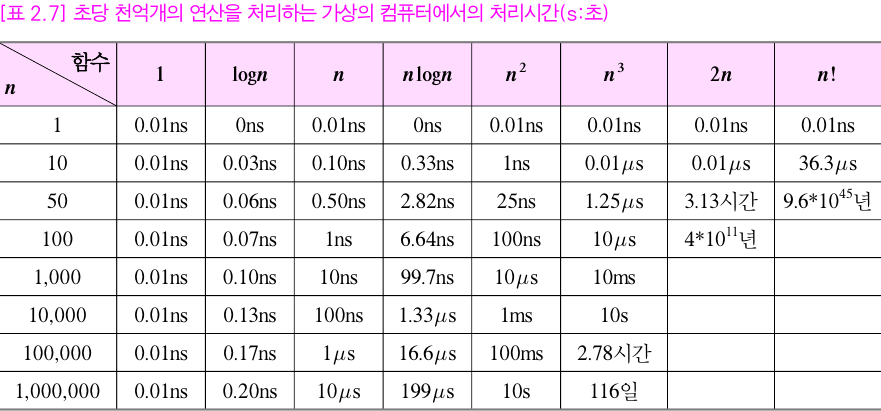 [표 2.7] 초당 천억개의 연산을 처리하는 가상의 컴퓨터에서의 처리시간(s:초)
함수 n 1 logn n nlogn n² n³ 2n n!
1 0.01ns 0ns 0.01ns 0ns 0.01ns 0.01ns 0.01ns 0.01ns
10 0.01ns 0.03ns 0.10ns 0.33ns 1ns 0.01μs 0.01μs 36.3μs
50 0.01ns 0.06ns 0.50ns 2.82ns 25ns 1.25μs 3.13시간 9.6*10⁴⁵년
100 0.01ns 0.07ns 1ns 6.64ns 100ns 10μs 4*10¹¹년
1,000 0.01ns 0.10ns 10ns 99.7ns 10μs 10ms
10,000 0.01ns 0.13ns 100ns 1.33μs 1ms 10s
100,000 0.01ns 0.17ns 1μs 16.6μs 100ms 2.78시간
1,000,000 0.01ns 0.20ns 10μs 199μs 10s 116일